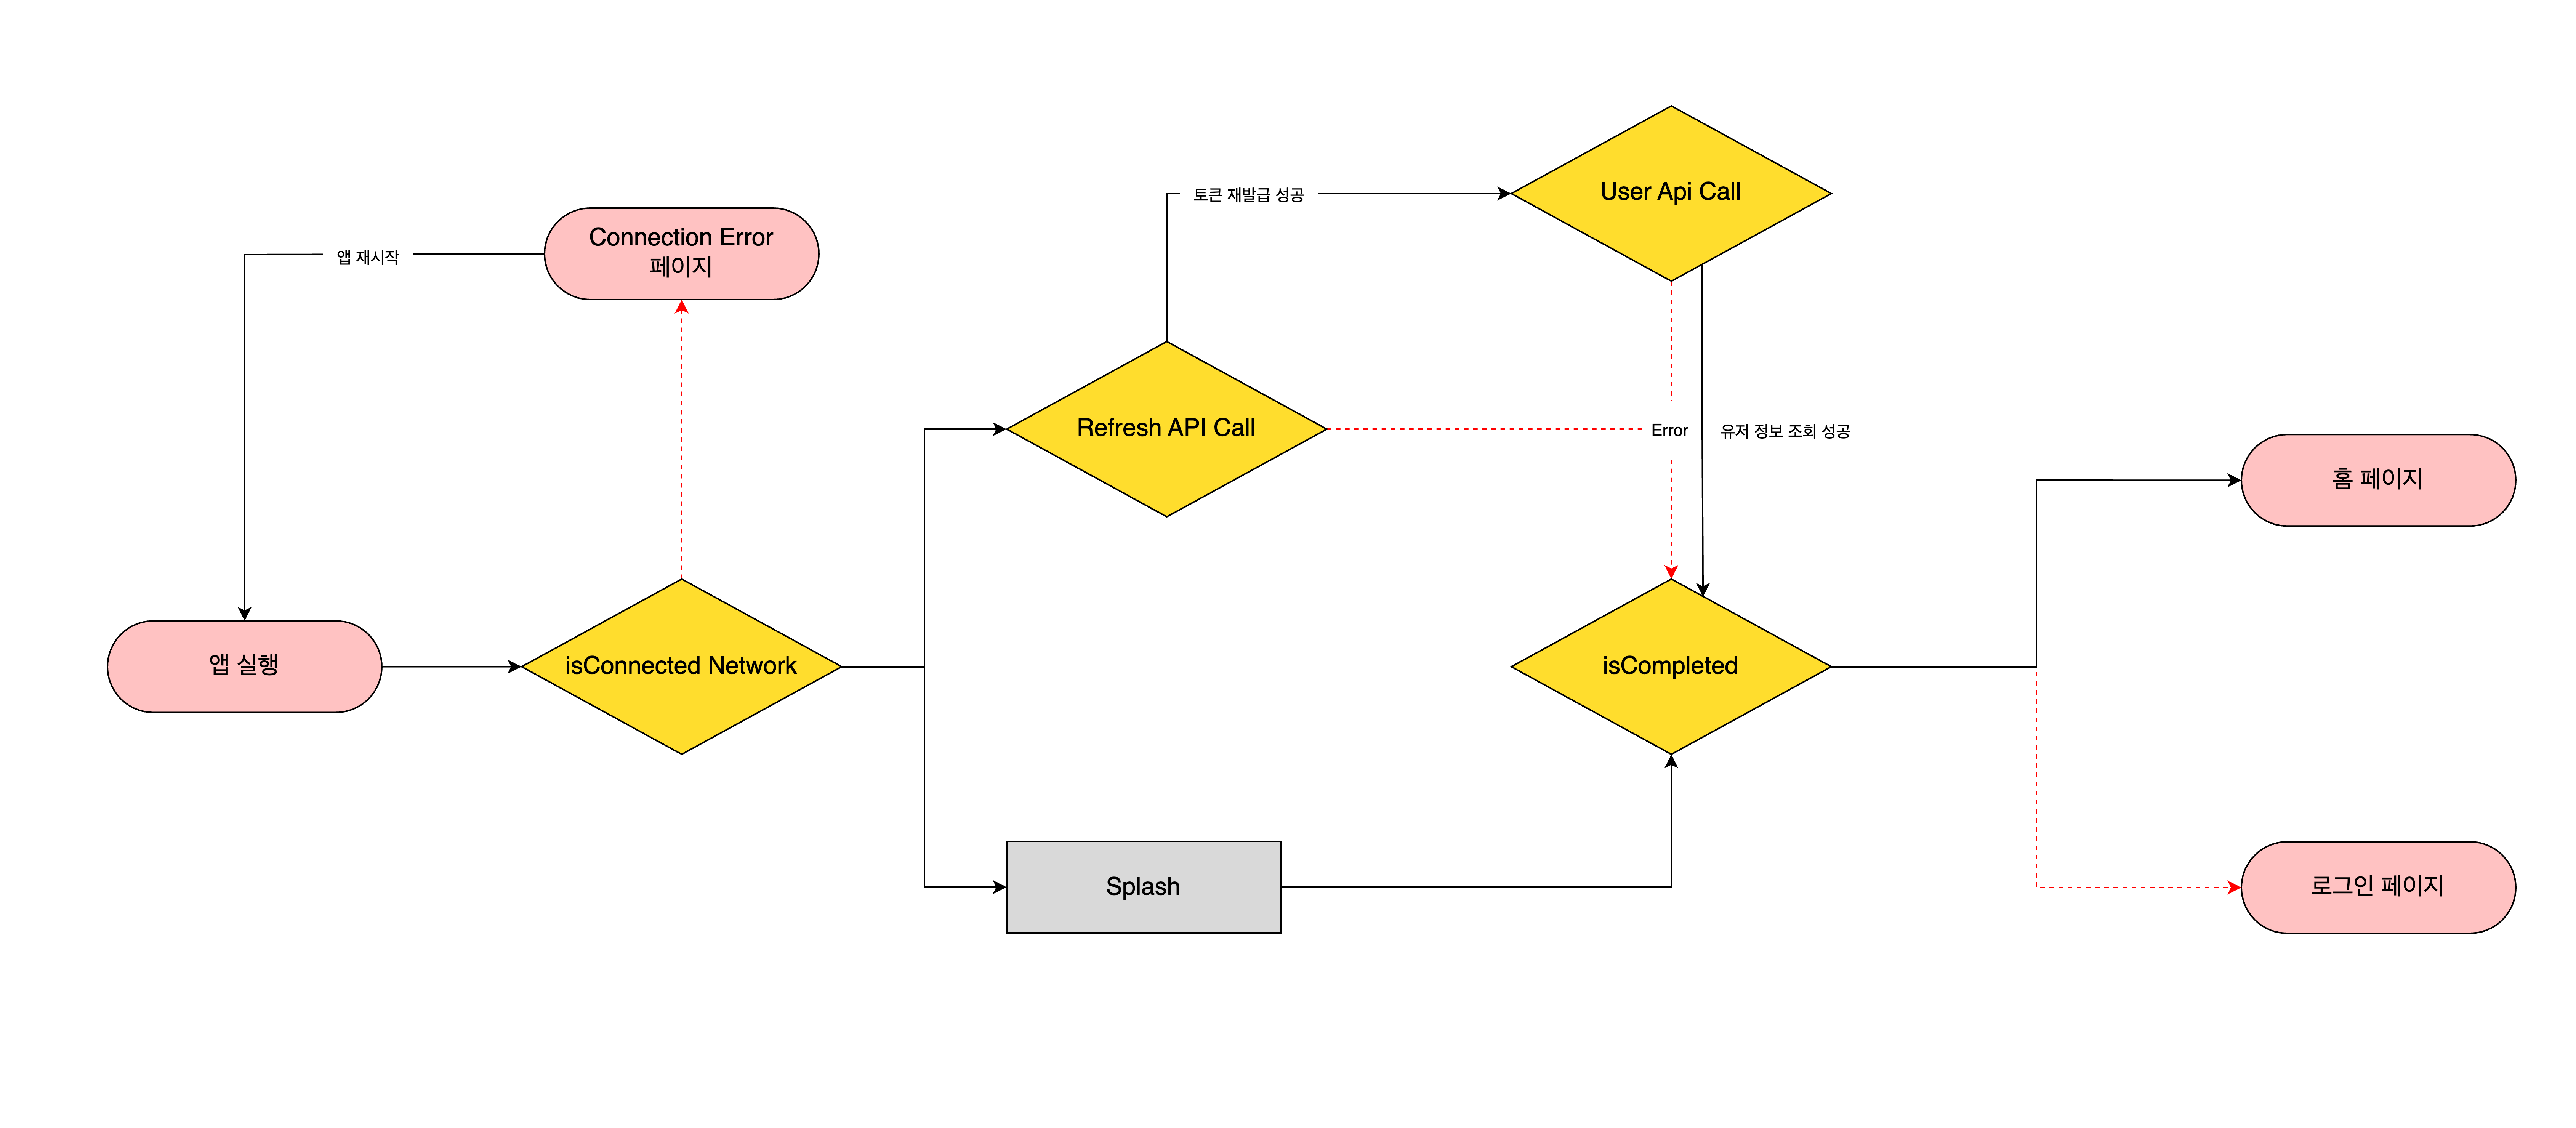 User Api Call
토큰 재발급 성공
Connection Error
페이지
앱 재시작
Refresh API Call
Error
유저 정보 조회 성공
홈 페이지
앱 실행
isConnected Network
isCompleted
Splash
로그인 페이지